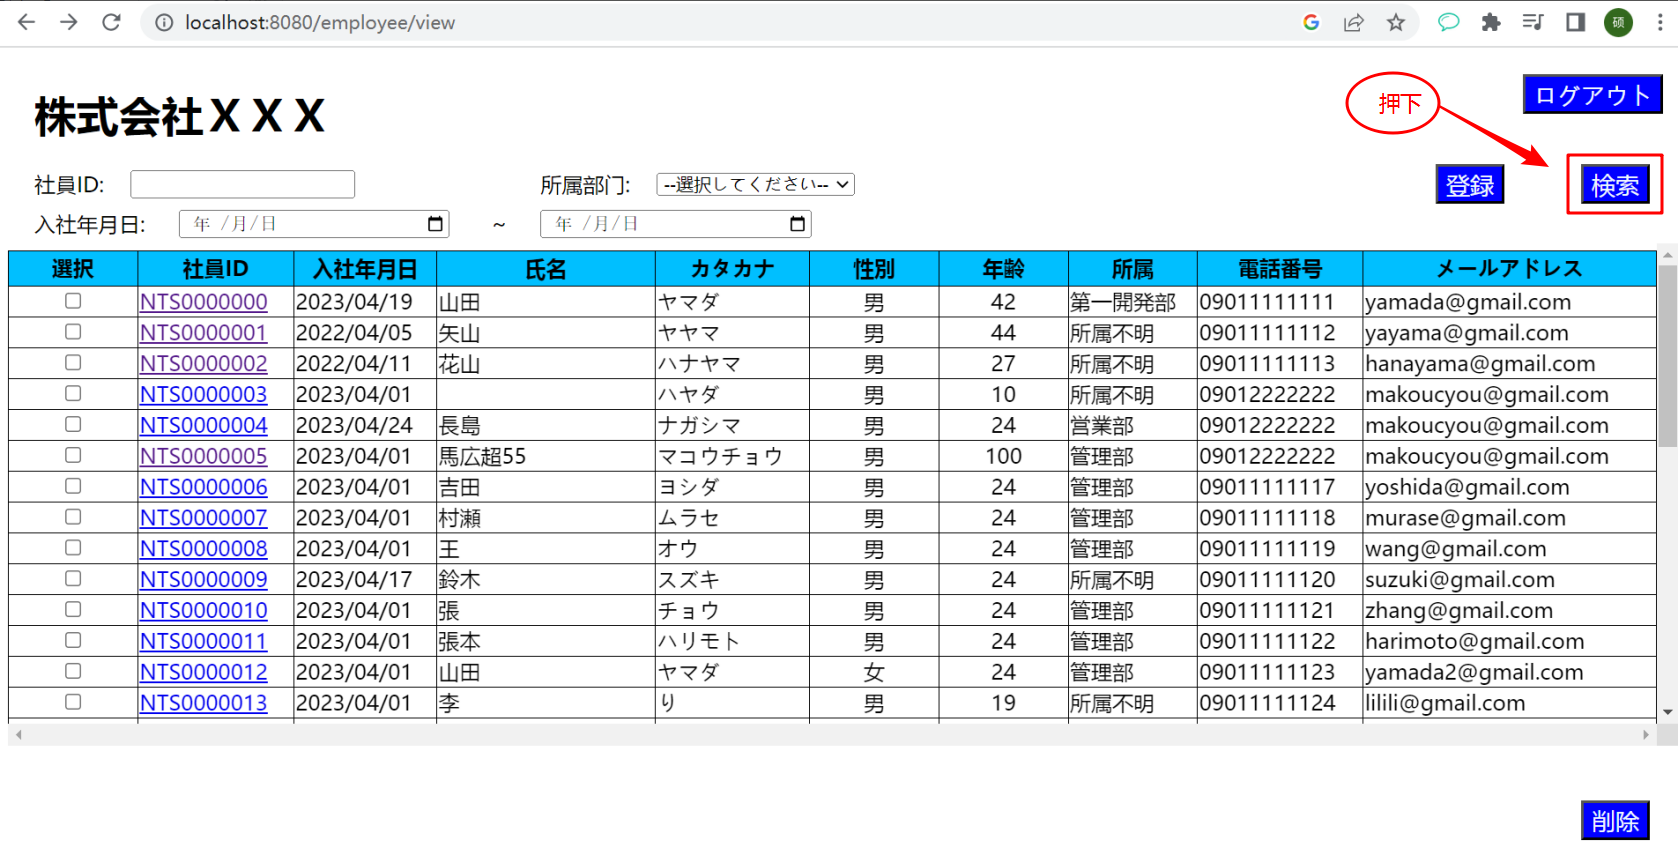 localhost:8080/employee/view
硕
株式会社ＸＸＸ
押下
ログアウト
社員ID:
所属部门:
--選択してください--
登録
検索
入社年月日:
年 /月/日
~
年 /月/日
選択 社員ID 入社年月日 氏名 カタカナ 性別 年齢 所属 電話番号 メールアドレス
NTS0000000 2023/04/19 山田 ヤマダ 男 42 第一開発部 09011111111 yamada@gmail.com
NTS0000001 2022/04/05 矢山 ヤヤマ 男 44 所属不明 09011111112 yayama@gmail.com
NTS0000002 2022/04/11 花山 ハナヤマ 男 27 所属不明 09011111113 hanayama@gmail.com
NTS0000003 2023/04/01 ハヤダ 男 10 所属不明 09012222222 makoucyou@gmail.com
NTS0000004 2023/04/24 長島 ナガシマ 男 24 営業部 09012222222 makoucyou@gmail.com
NTS0000005 2023/04/01 馬広超55 マコウチョウ 男 100 管理部 09012222222 makoucyou@gmail.com
NTS0000006 2023/04/01 吉田 ヨシダ 男 24 管理部 09011111117 yoshida@gmail.com
NTS0000007 2023/04/01 村瀬 ムラセ 男 24 管理部 09011111118 murase@gmail.com
NTS0000008 2023/04/01 王 オウ 男 24 管理部 09011111119 wang@gmail.com
NTS0000009 2023/04/17 鈴木 スズキ 男 24 所属不明 09011111120 suzuki@gmail.com
NTS0000010 2023/04/01 張 チョウ 男 24 管理部 09011111121 zhang@gmail.com
NTS0000011 2023/04/01 張本 ハリモト 男 24 管理部 09011111122 harimoto@gmail.com
NTS0000012 2023/04/01 山田 ヤマダ 女 24 管理部 09011111123 yamada2@gmail.com
NTS0000013 2023/04/01 李 り 男 19 所属不明 09011111124 lilili@gmail.com
削除